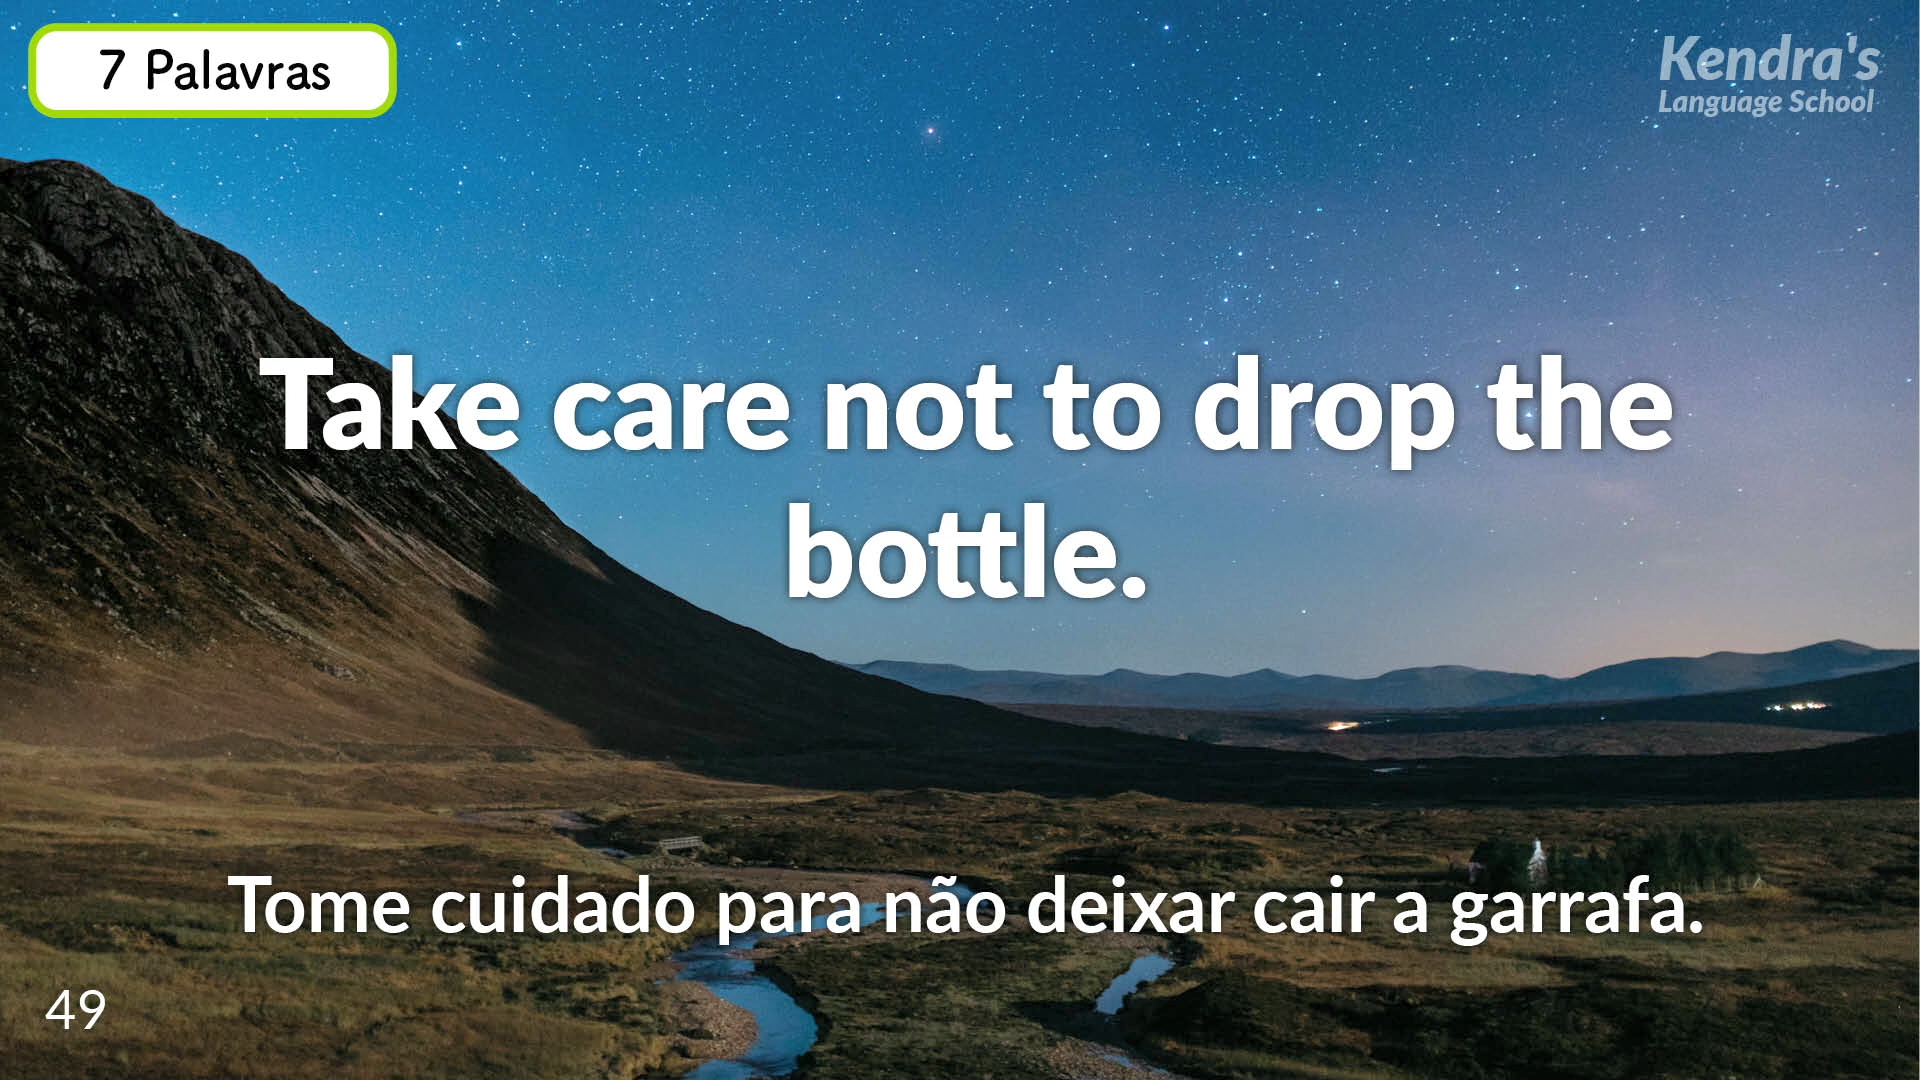 7 Palavras
Kendra's
Language School
Take care not to drop the
bottle.
Tome cuidado para não deixar cair a garrafa.
49